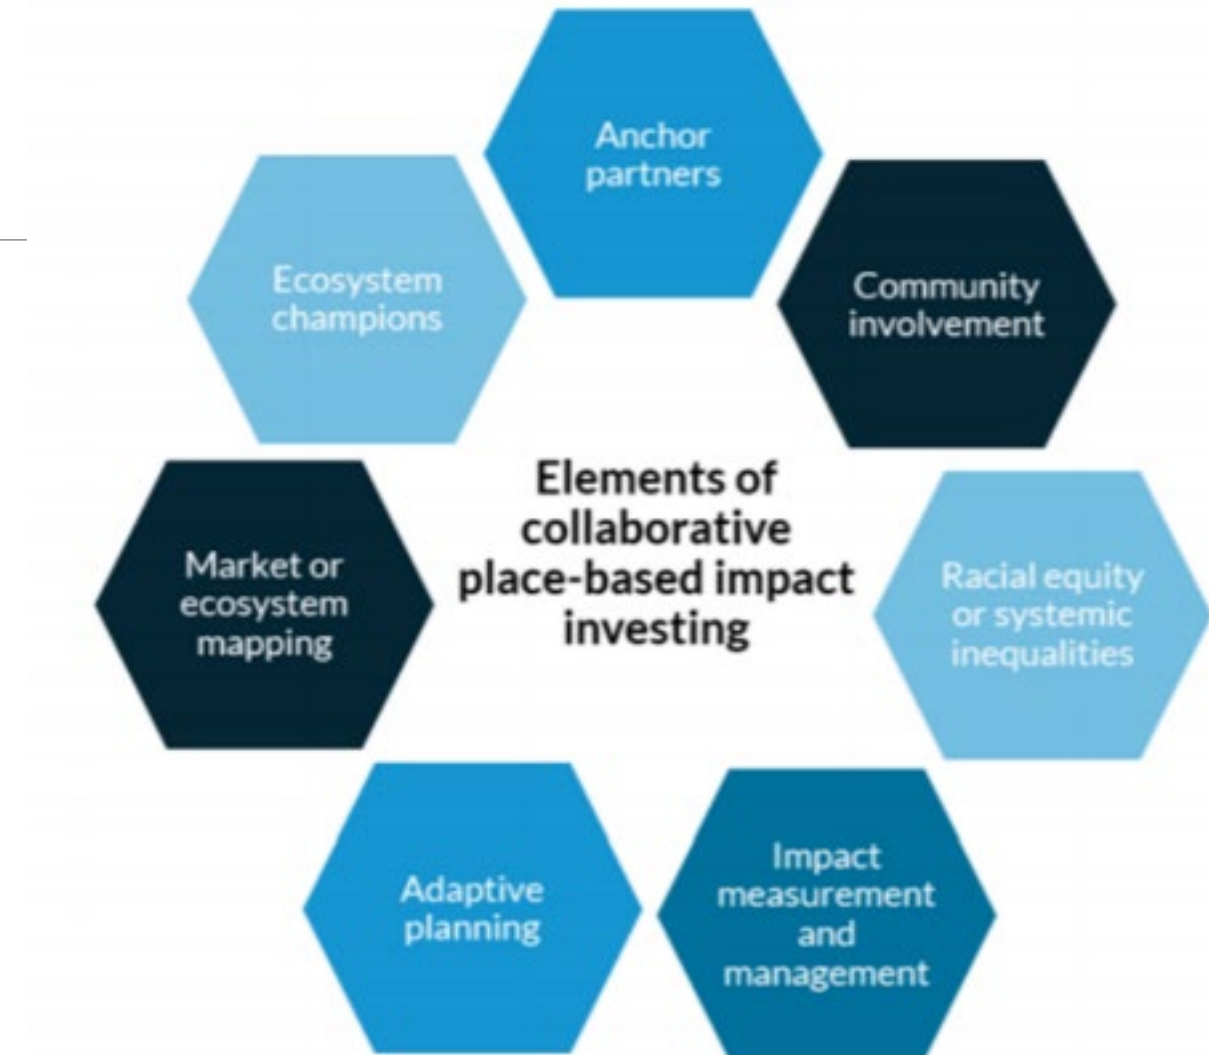 Anchor
partners
Ecosystem
champions
Community
involvement
Elements of
collaborative
place-based impact
investing
Market or
ecosystem
mapping
Racial equity
or systemic
inequalities
Adaptive
planning
Impact
measurement
and
management